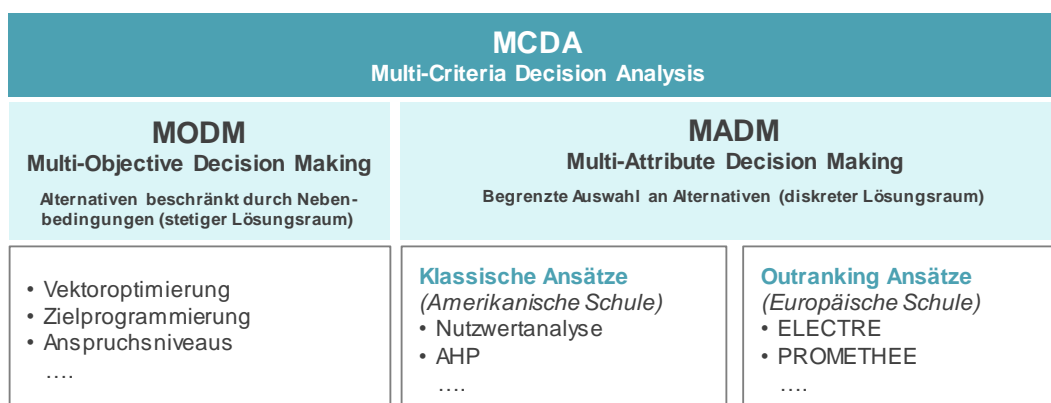 MCDA
Multi-Criteria Decision Analysis
MODM
Multi-Objective Decision Making
Alternativen beschränkt durch Neben-
bedingungen (stetiger Lösungsraum)
MADM
Multi-Attribute Decision Making
Begrenzte Auswahl an Alternativen (diskreter Lösungsraum)
• Vektoroptimierung
• Zielprogrammierung
• Anspruchsniveaus
….
Klassische Ansätze
(Amerikanische Schule)
• Nutzwertanalyse
• AHP
….
Outranking Ansätze
(Europäische Schule)
• ELECTRE
• PROMETHEE
….